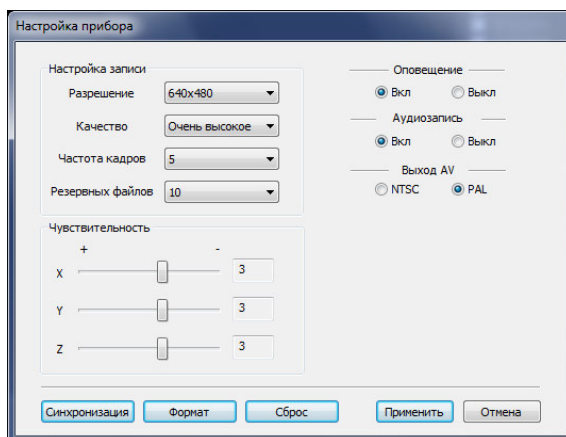 Настройка прибора
Настройка записи
Разрешение 640x480
Качество Очень высокое
Частота кадров 5
Резервных файлов 10
Оповещение
Вкл Выкл
Аудиозапись
Вкл Выкл
Выход AV
NTSC PAL
Чувствительность
+ -
X 3
Y 3
Z 3
Синхронизация Формат Сброс Применить Отмена